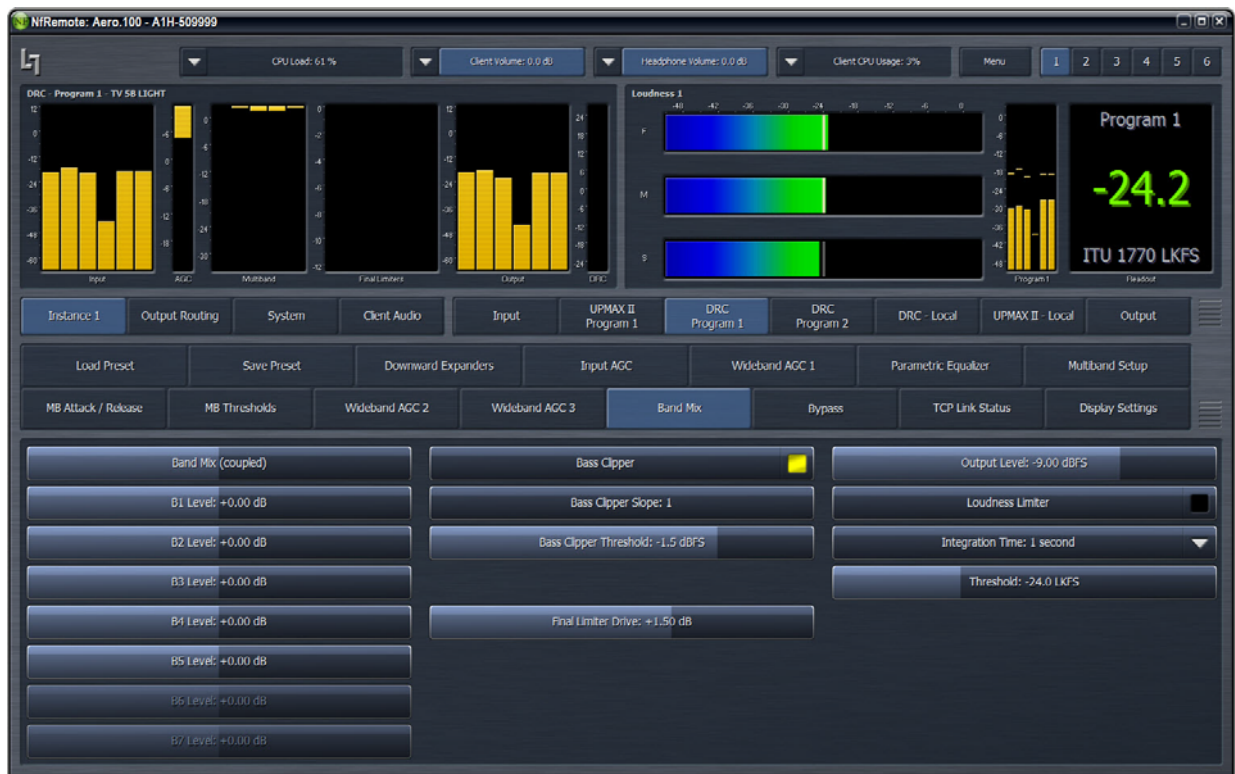 NfRemote: Aero.100 - A1H-509999
CPU Load: 61 %
Client Volume: 0.0 dB
Headphone Volume: 0.0 dB
Client CPU Usage: 3%
Menu
1 2 3 4 5 6
DRC - Program 1 - TV 5B LIGHT
Input
AGC
Multiband
Final Limiters
Output
Loudness 1
F
M
S
Program 1
Program 1
-24.2
ITU 1770 LKFS
Readout
Instance 1
Output Routing
System
Client Audio
Input
UPMAX II
Program 1
DRC
Program 1
DRC
Program 2
DRC - Local
UPMAX II - Local
Output
Load Preset
Save Preset
Downward Expanders
Input AGC
Wideband AGC 1
Parametric Equalizer
Multiband Setup
MB Attack / Release
MB Thresholds
Wideband AGC 2
Wideband AGC 3
Band Mix
Bypass
TCP Link Status
Display Settings
Band Mix (coupled)
Bass Clipper
Output Level: -9.00 dBFS
B1 Level: +0.00 dB
Bass Clipper Slope: 1
Loudness Limiter
B2 Level: +0.00 dB
Bass Clipper Threshold: -1.5 dBFS
Integration Time: 1 second
B3 Level: +0.00 dB
Threshold: -24.0 LKFS
B4 Level: +0.00 dB
Final Limiter Drive: +1.50 dB
B5 Level: +0.00 dB
B6 Level: +0.00 dB
B7 Level: +0.00 dB